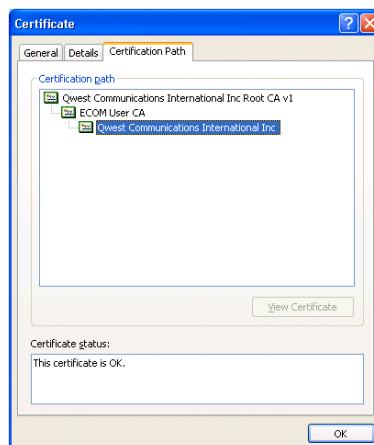 Certificate
General Details Certification Path
Certification path
Qwest Communications International Inc Root CA v1
ECOM User CA
Qwest Communications International Inc
View Certificate
Certificate status:
This certificate is OK.
OK